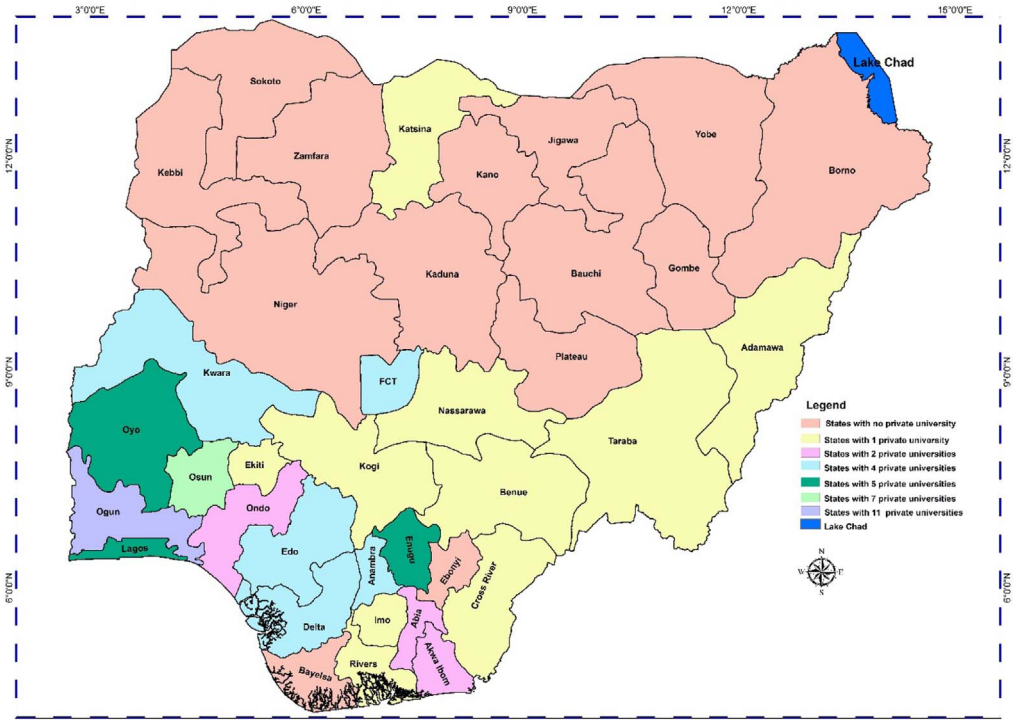 3°0'0"E 6°0'0"E 9°0'0"E 12°0'0"E 15°0'0"E
Lake Chad
Sokoto
Katsina
Yobe
Jigawa
Zamfara
Kebbi
Kano
Borno
12°0'0"N 12°0'0"N
Kaduna
Bauchi
Gombe
Niger
Adamawa
Plateau
9°0'0"N 9°0'0"N
Kwara
FCT
Nassarawa
Oyo
Taraba
Legend
States with no private university
States with 1 private university
States with 2 private universities
States with 4 private universities
States with 5 private universities
States with 7 private universities
States with 11 private universities
Lake Chad
Osun
Ekiti
Kogi
Benue
Ogun
Ondo
Lagos
Edo
Anambra
Enugu
Ebonyi
Cross River
6°0'0"N 6°0'0"N
N
W E
S
Delta
Imo
Abia
Akwa Ibom
Bayelsa
Rivers